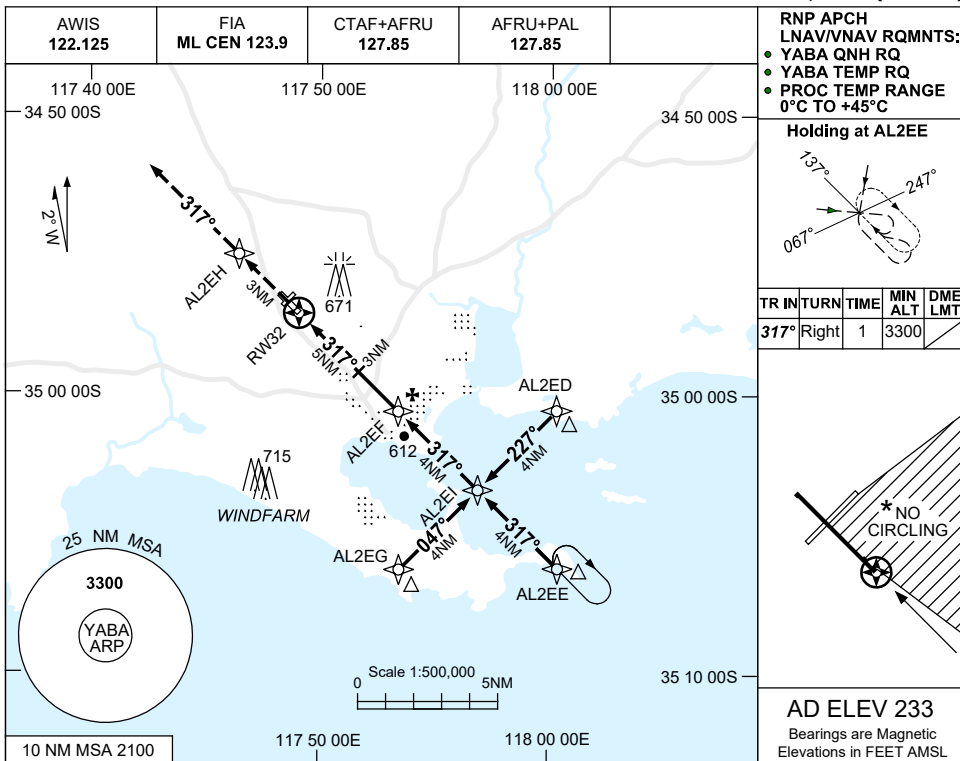 AWIS
122.125
FIA
ML CEN 123.9
CTAF+AFRU
127.85
AFRU+PAL
127.85
RNP APCH
LNAV/VNAV RQMNTS:
YABA QNH RQ
YABA TEMP RQ
PROC TEMP RANGE
0°C TO +45°C
117 40 00E
117 50 00E
118 00 00E
34 50 00S
34 50 00S
Holding at AL2EE
137°
247°
067°
2° W
317°
AL2EH
3NM
671
RW32
317°
5NM
3NM
TR IN TURN TIME MIN ALT DME LMT
317° Right 1 3300
35 00 00S
35 00 00S
AL2ED
AL2EF
612
317°
4NM
227°
4NM
715
WINDFARM
AL2EI
047°
4NM
317°
4NM
AL2EG
AL2EE
* NO
CIRCLING
25 NM MSA
3300
YABA
ARP
Scale 1:500,000
0 5NM
35 10 00S
10 NM MSA 2100
117 50 00E
118 00 00E
AD ELEV 233
Bearings are Magnetic
Elevations in FEET AMSL